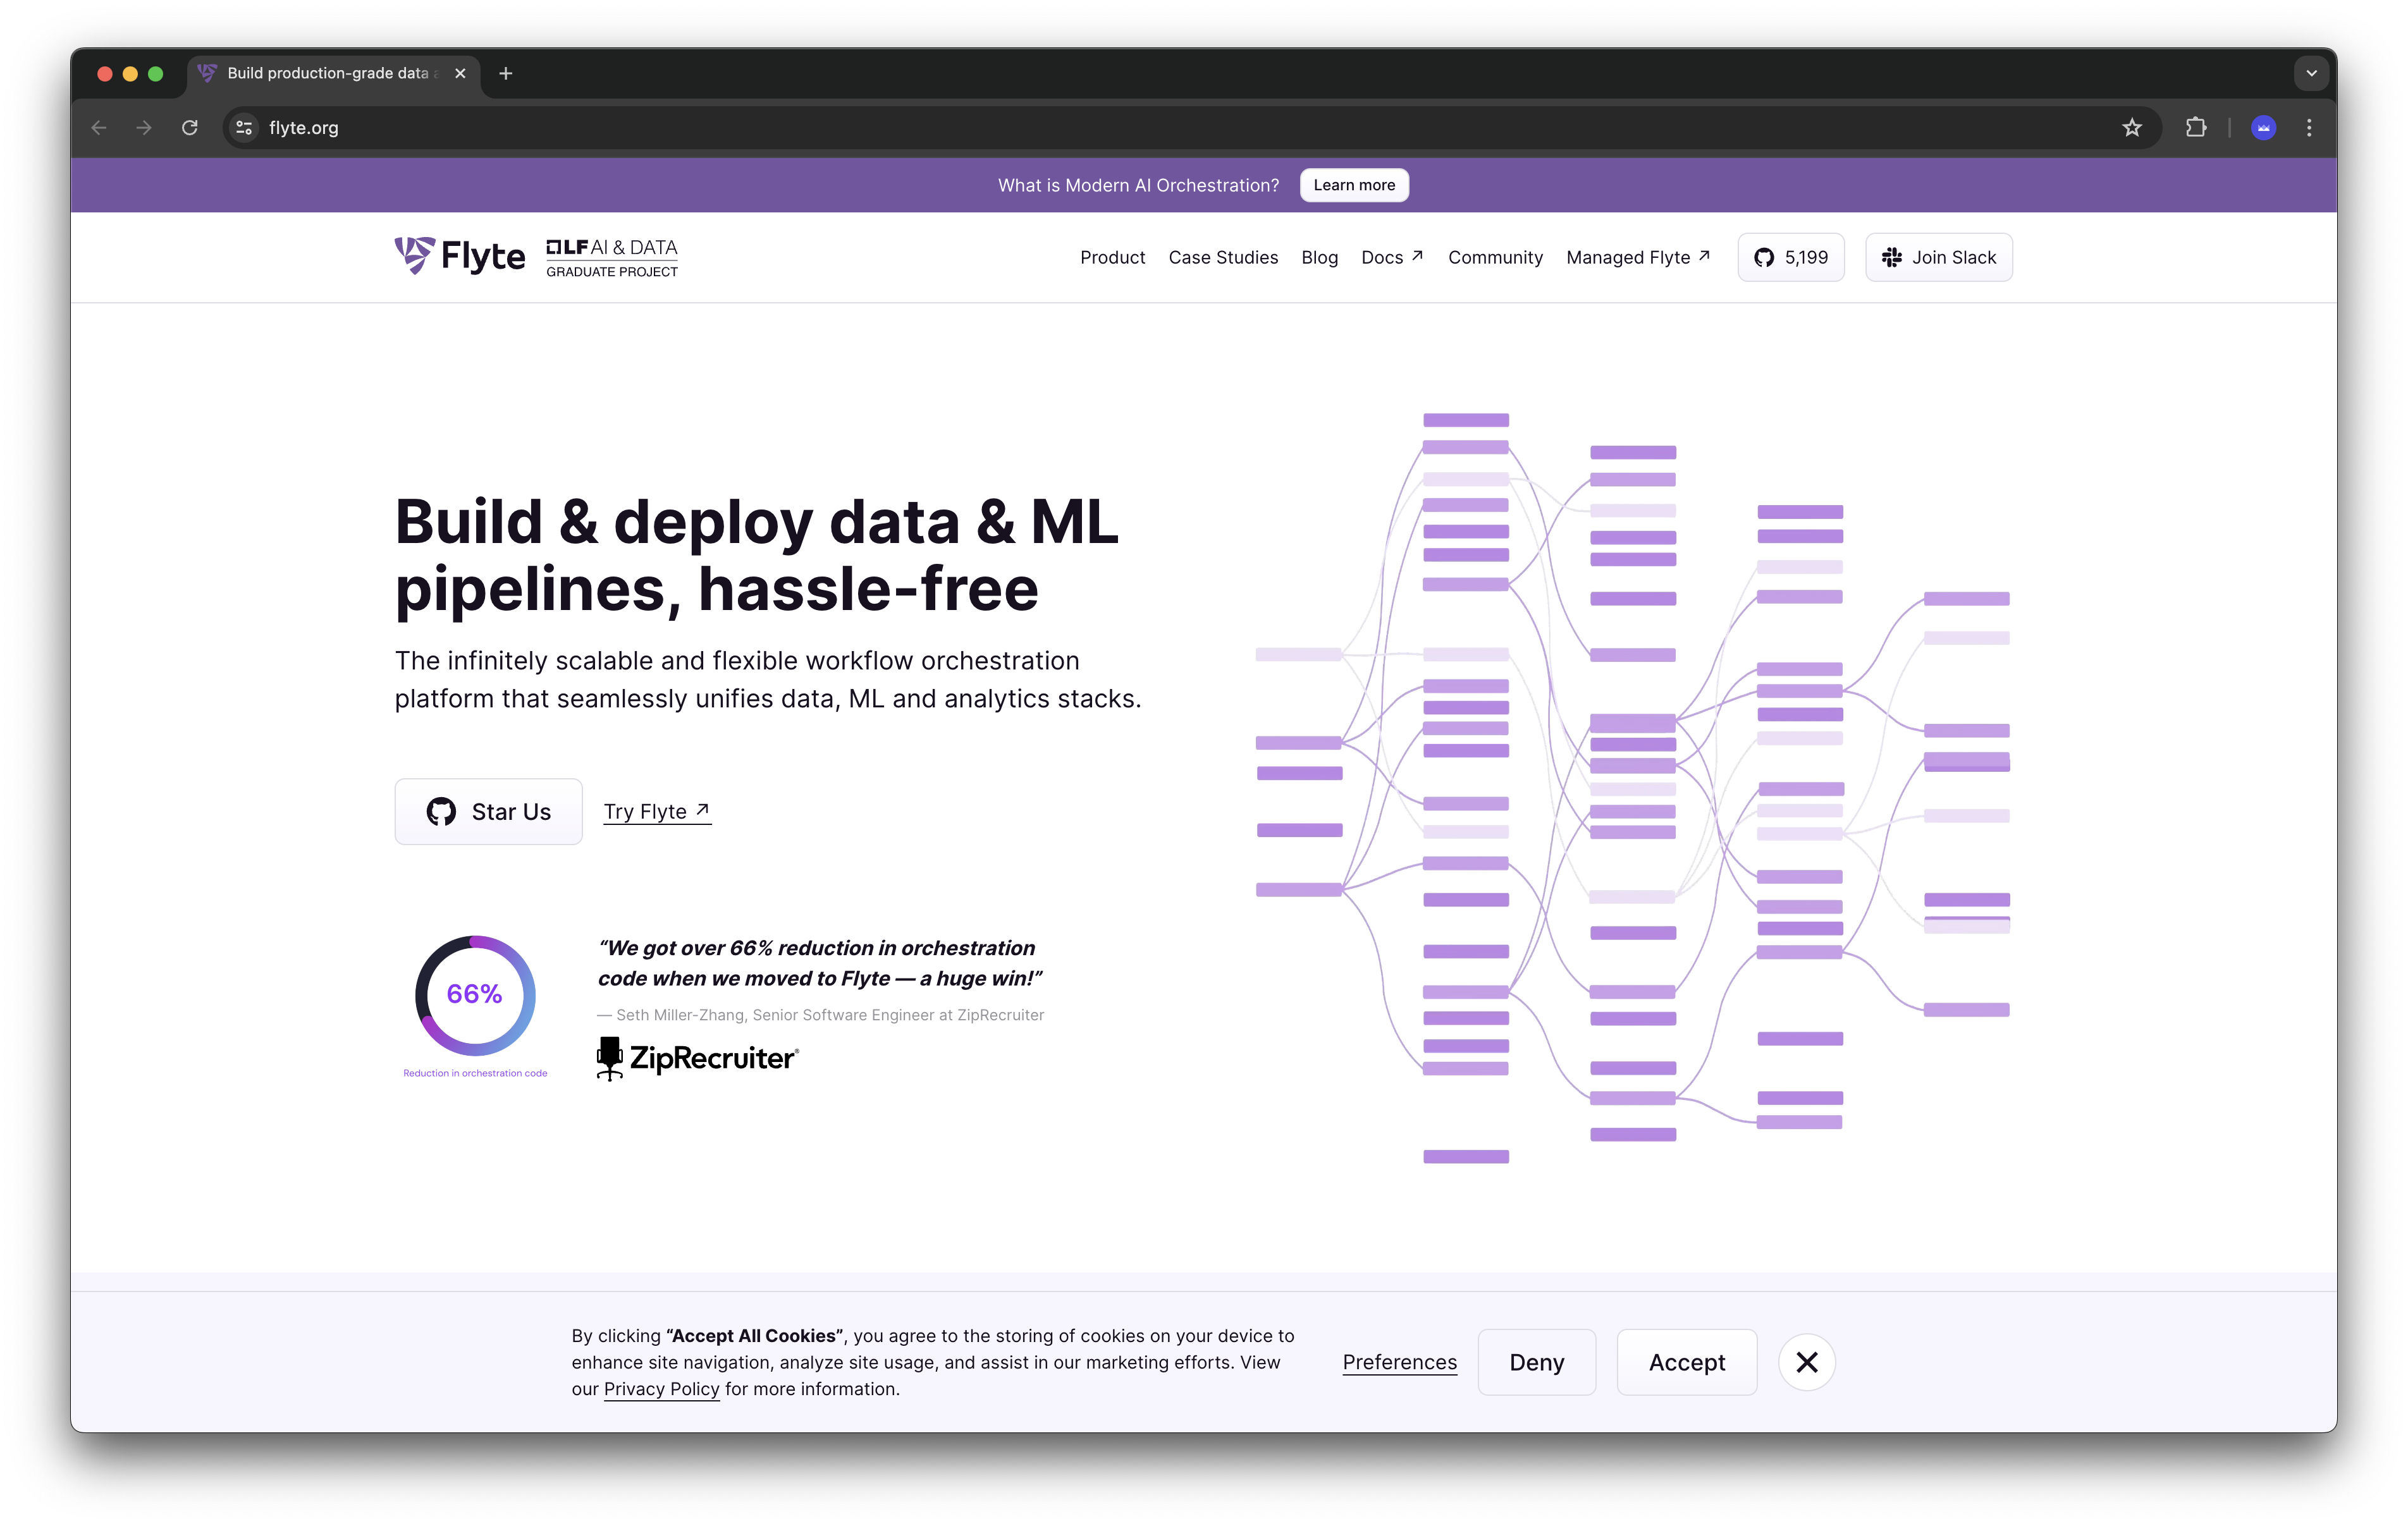 Build production-grade data a
flyte.org
What is Modern AI Orchestration?
Learn more
Flyte
LF AI & DATA
GRADUATE PROJECT
Product
Case Studies
Blog
Docs
Community
Managed Flyte
5,199
Join Slack
Build & deploy data & ML
pipelines, hassle-free
The infinitely scalable and flexible workflow orchestration
platform that seamlessly unifies data, ML and analytics stacks.
Star Us
Try Flyte
66%
Reduction in orchestration code
“We got over 66% reduction in orchestration
code when we moved to Flyte — a huge win!”
— Seth Miller-Zhang, Senior Software Engineer at ZipRecruiter
ZipRecruiter®
By clicking “Accept All Cookies”, you agree to the storing of cookies on your device to
enhance site navigation, analyze site usage, and assist in our marketing efforts. View
our Privacy Policy for more information.
Preferences
Deny
Accept